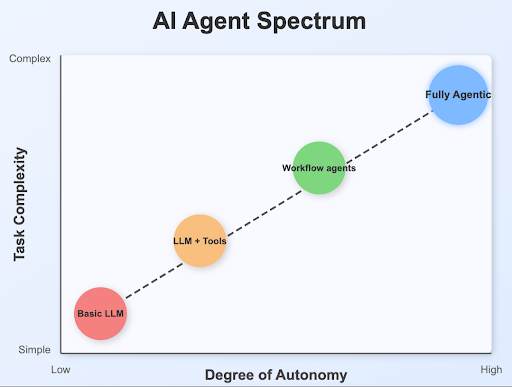 AI Agent Spectrum
Complex
Fully Agentic
Workflow agents
Task Complexity
LLM + Tools
Basic LLM
Simple
Low
Degree of Autonomy
High